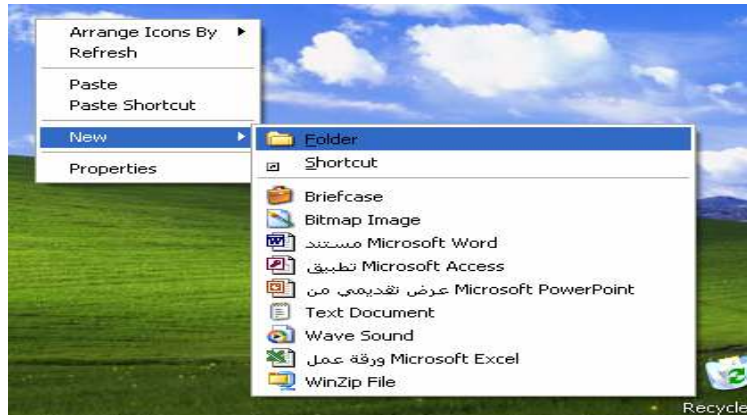 Arrange Icons By
Refresh
Paste
Paste Shortcut
New
Properties
Folder
Shortcut
Briefcase
Bitmap Image
مستند Microsoft Word
تطبيق Microsoft Access
عرض تقديمي من Microsoft PowerPoint
Text Document
Wave Sound
ورقة عمل Microsoft Excel
WinZip File
Recycle